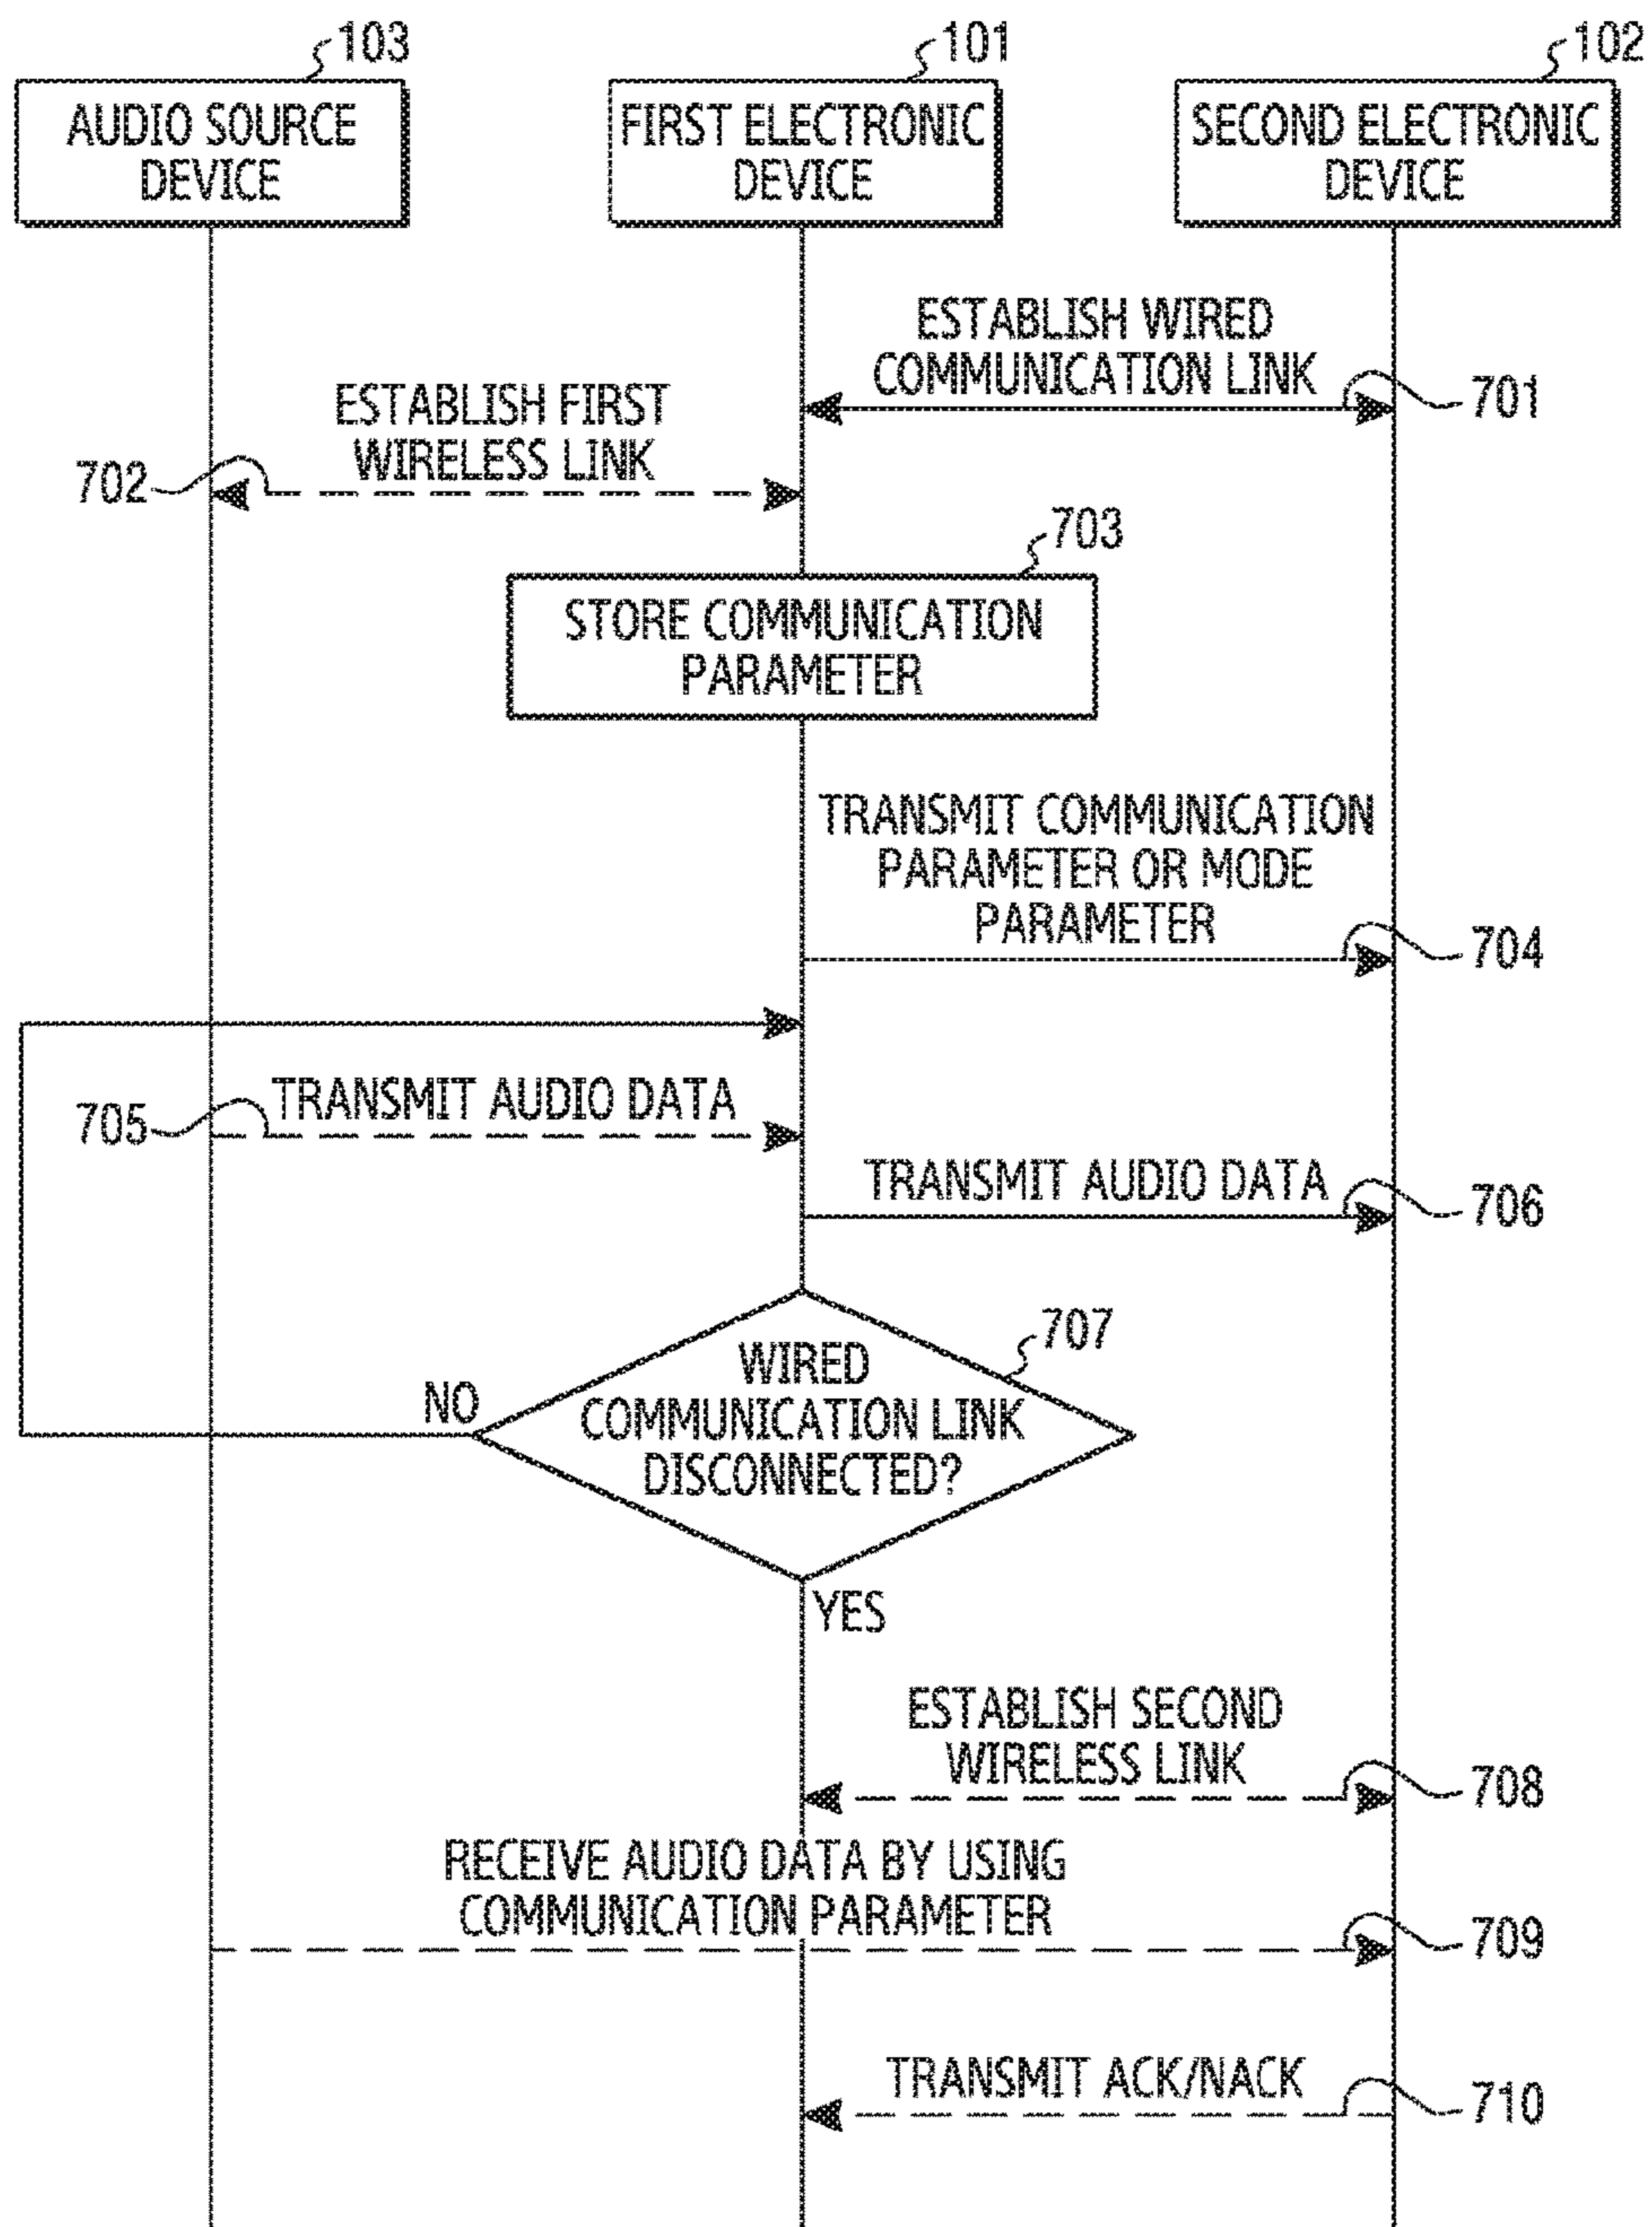 103
101
102
AUDIO SOURCE
DEVICE
FIRST ELECTRONIC
DEVICE
SECOND ELECTRONIC
DEVICE
ESTABLISH WIRED
COMMUNICATION LINK
701
ESTABLISH FIRST
WIRELESS LINK
702
703
STORE COMMUNICATION
PARAMETER
TRANSMIT COMMUNICATION
PARAMETER OR MODE
PARAMETER
704
TRANSMIT AUDIO DATA
705
TRANSMIT AUDIO DATA
706
707
WIRED
COMMUNICATION LINK
DISCONNECTED?
NO
YES
ESTABLISH SECOND
WIRELESS LINK
708
RECEIVE AUDIO DATA BY USING
COMMUNICATION PARAMETER
709
TRANSMIT ACK/NACK
710